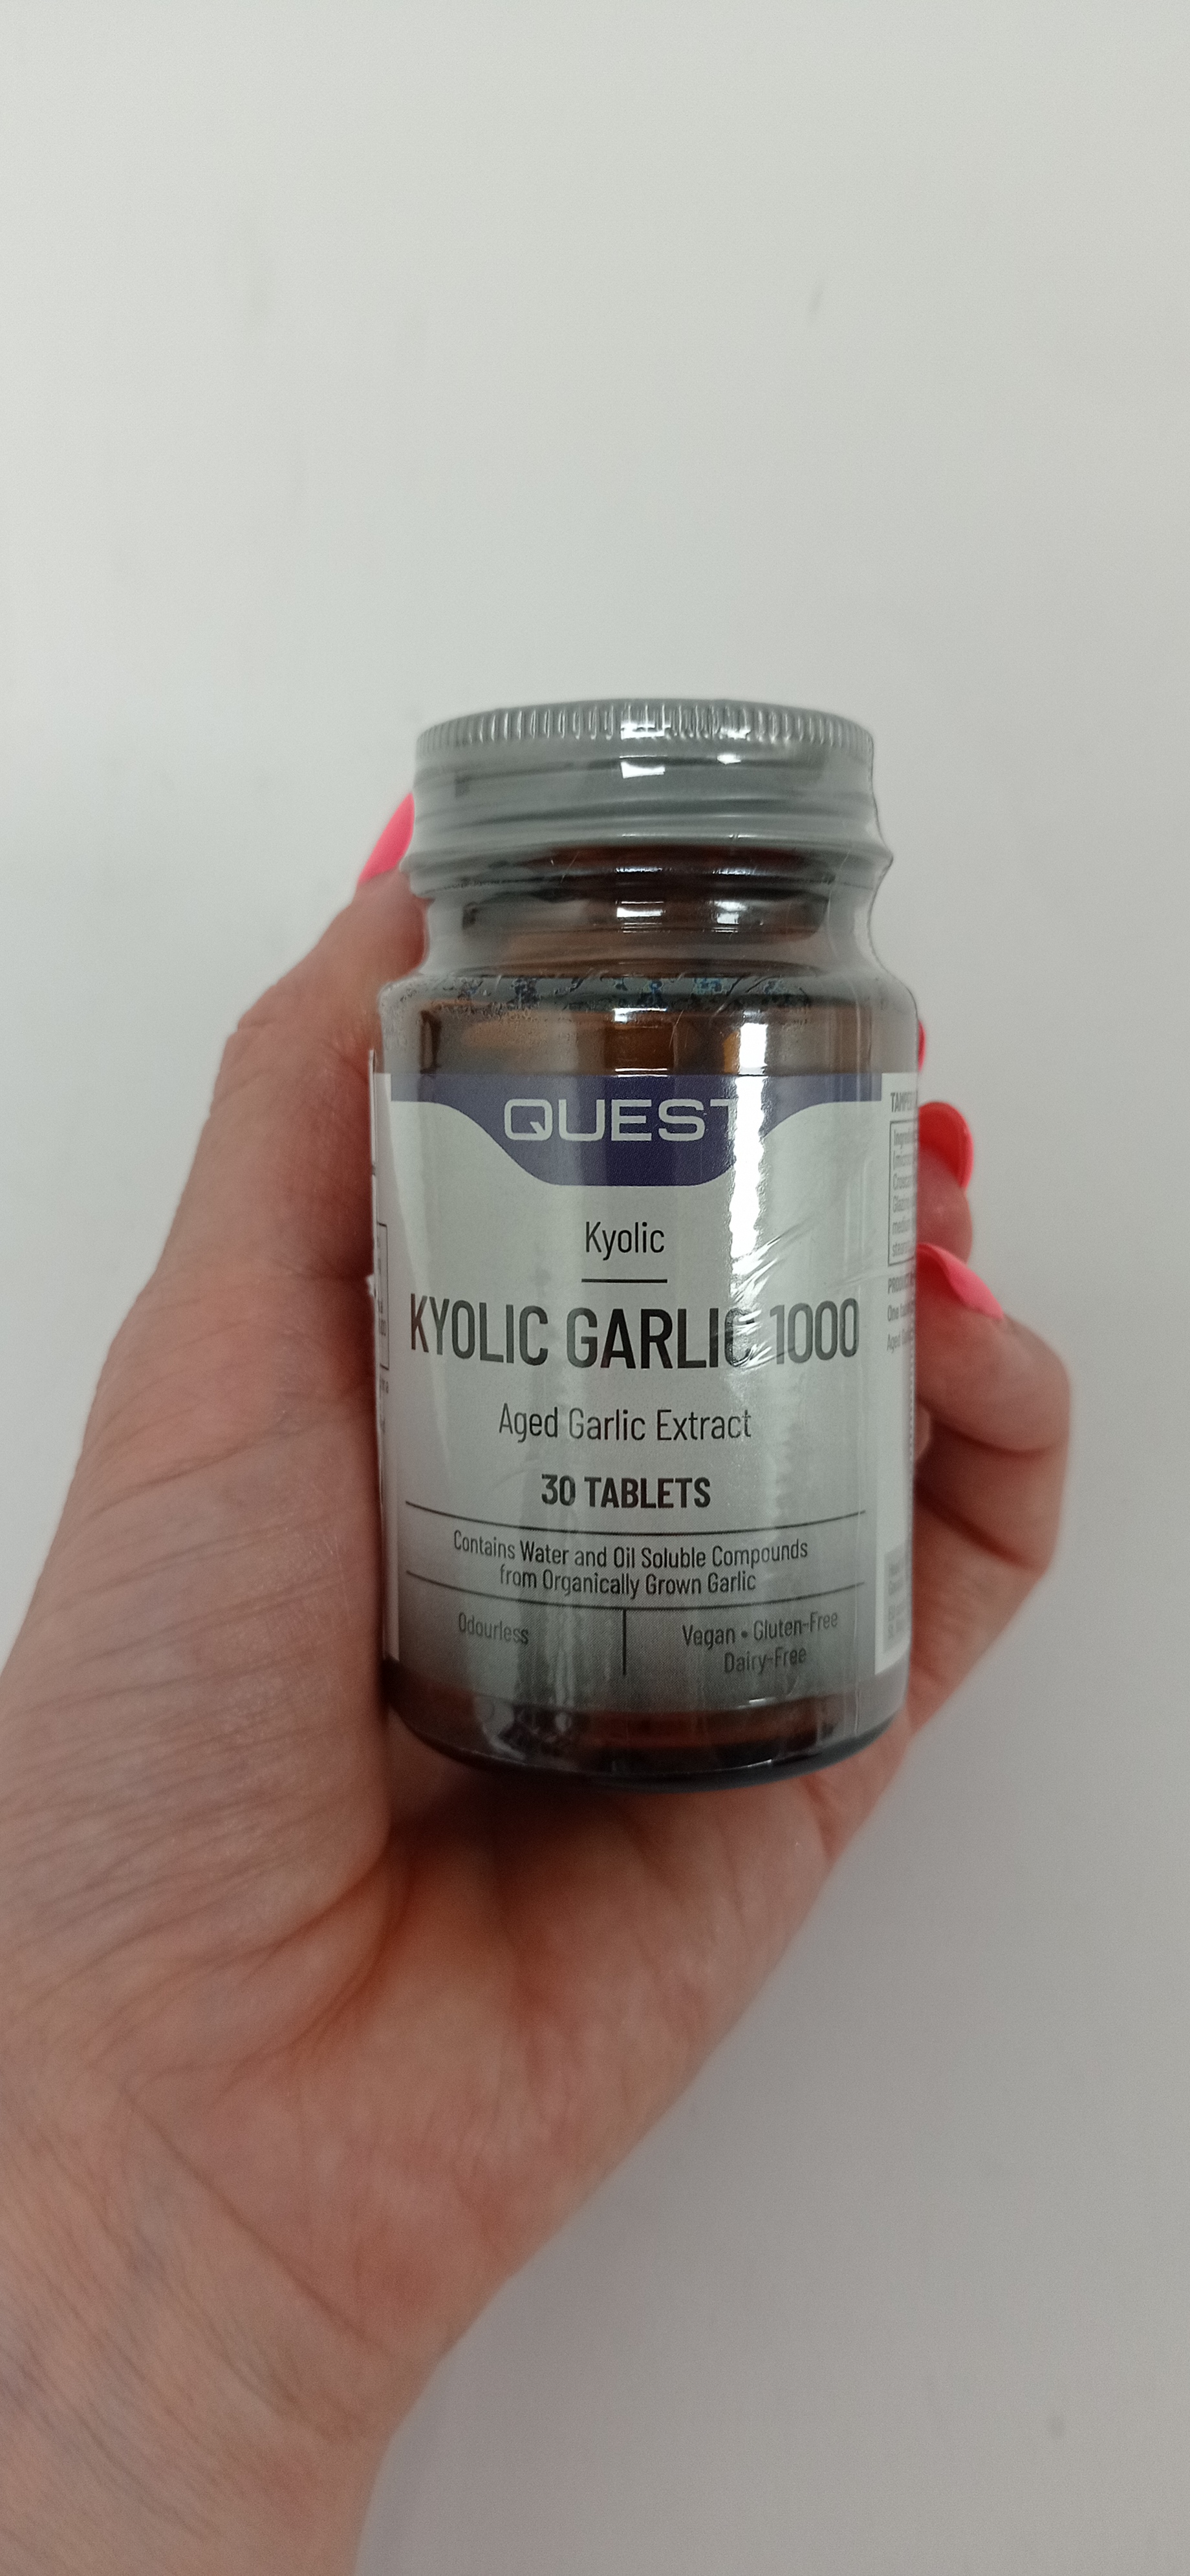 QUEST
Kyolic
KYOLIC GARLIC 1000
Aged Garlic Extract
30 TABLETS
Contains Water and Oil Soluble Compounds
from Organically Grown Garlic
Odourless
Vegan • Gluten-Free
Dairy-Free